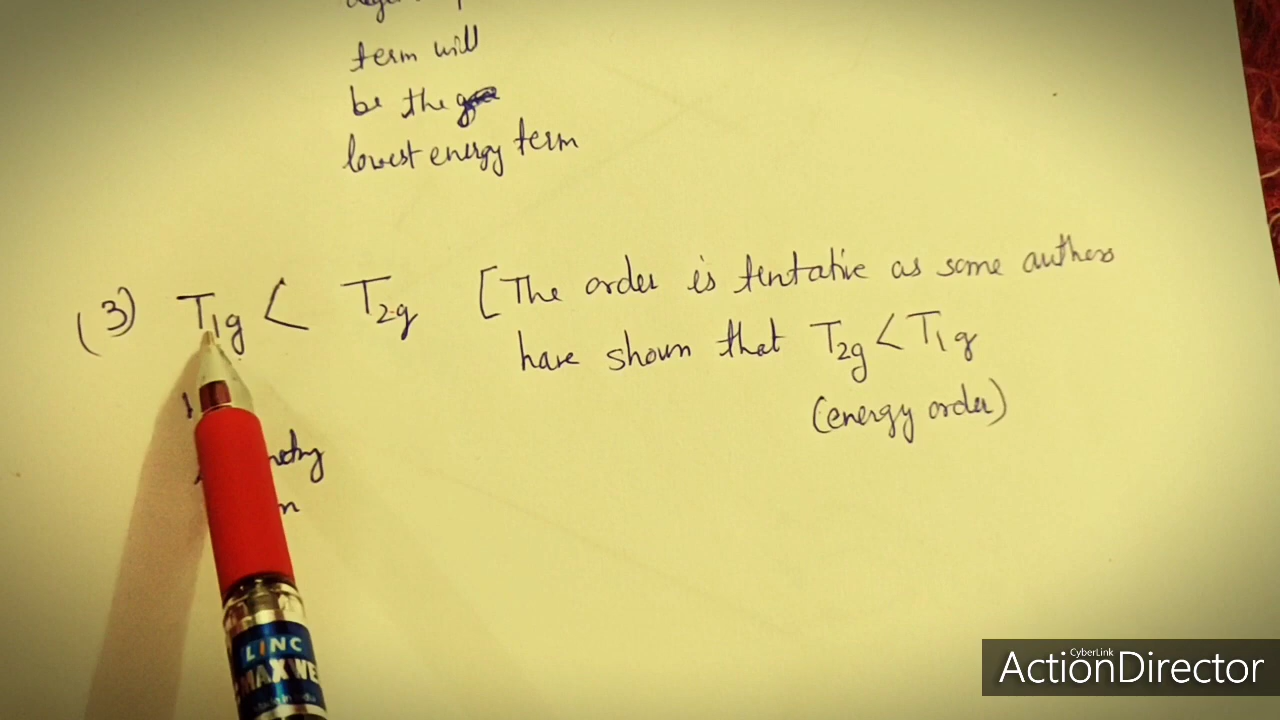 term will
be the
lowest energy term
(3) T1g < T2g [The order is tentative as some authors
have shown that T2g < T1g
(energy order)
LINC
CyberLink
ActionDirector